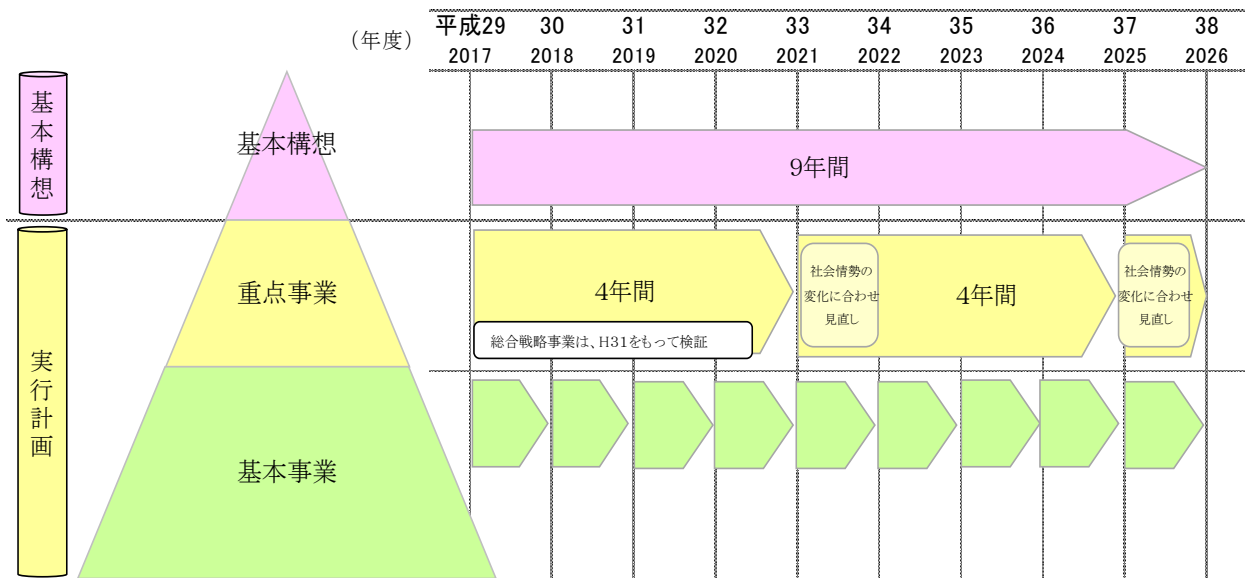 （年度）
平成29 30 31 32 33 34 35 36 37 38
2017 2018 2019 2020 2021 2022 2023 2024 2025 2026
基本構想
基本構想
9年間
実行計画
重点事業
4年間
総合戦略事業は、H31をもって検証
社会情勢の
変化に合わせ
見直し
4年間
社会情勢の
変化に合わせ
見直し
基本事業